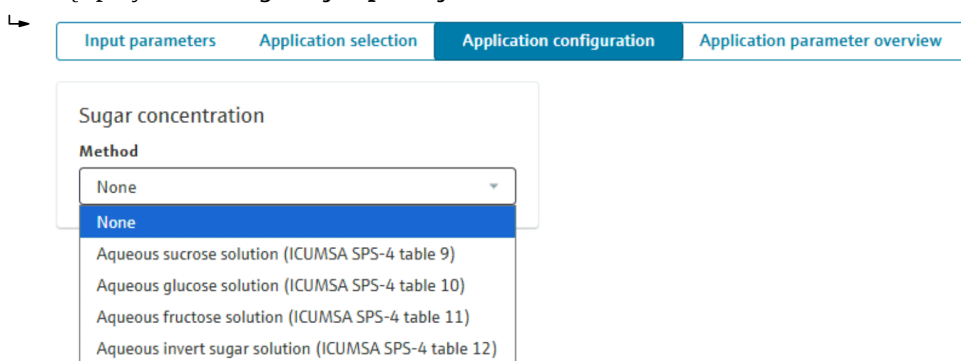 Input parameters Application selection Application configuration Application parameter overview
Sugar concentration
Method
None
None
Aqueous sucrose solution (ICUMSA SPS-4 table 9)
Aqueous glucose solution (ICUMSA SPS-4 table 10)
Aqueous fructose solution (ICUMSA SPS-4 table 11)
Aqueous invert sugar solution (ICUMSA SPS-4 table 12)